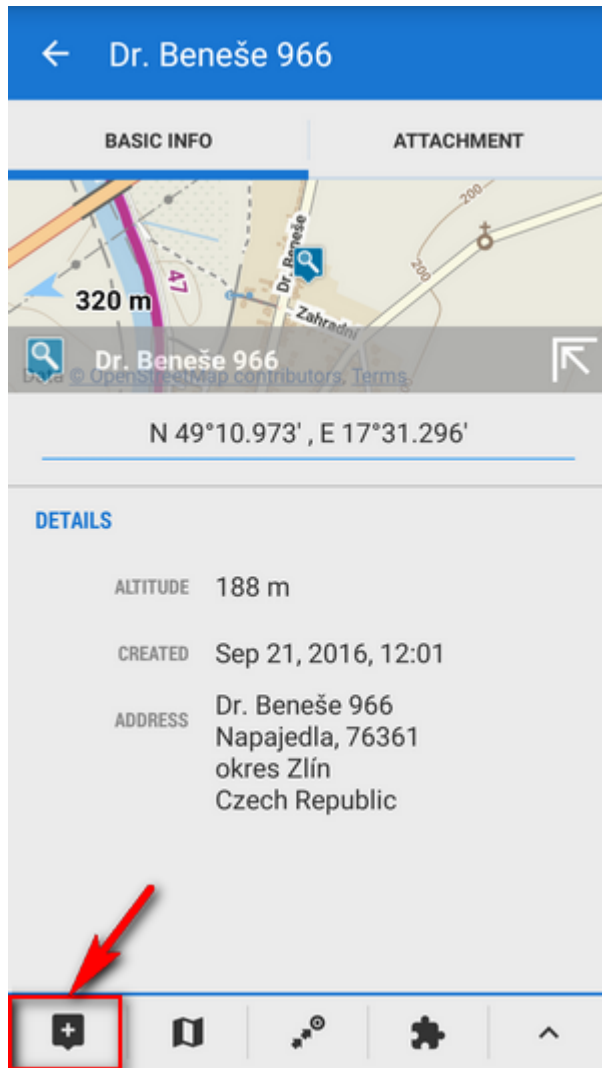 Dr. Beneše 966
BASIC INFO
ATTACHMENT
200
Dr. Beneše
47
200
320 m
Zahradní
Dr. Beneše 966
Data © OpenStreetMap contributors, Terms.
N 49°10.973' , E 17°31.296'
DETAILS
ALTITUDE 188 m
CREATED Sep 21, 2016, 12:01
ADDRESS Dr. Beneše 966
Napajedla, 76361
okres Zlín
Czech Republic